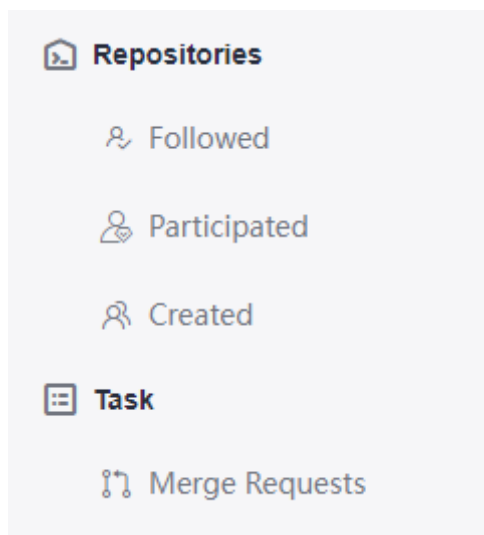 Repositories
Followed
Participated
Created
Task
Merge Requests